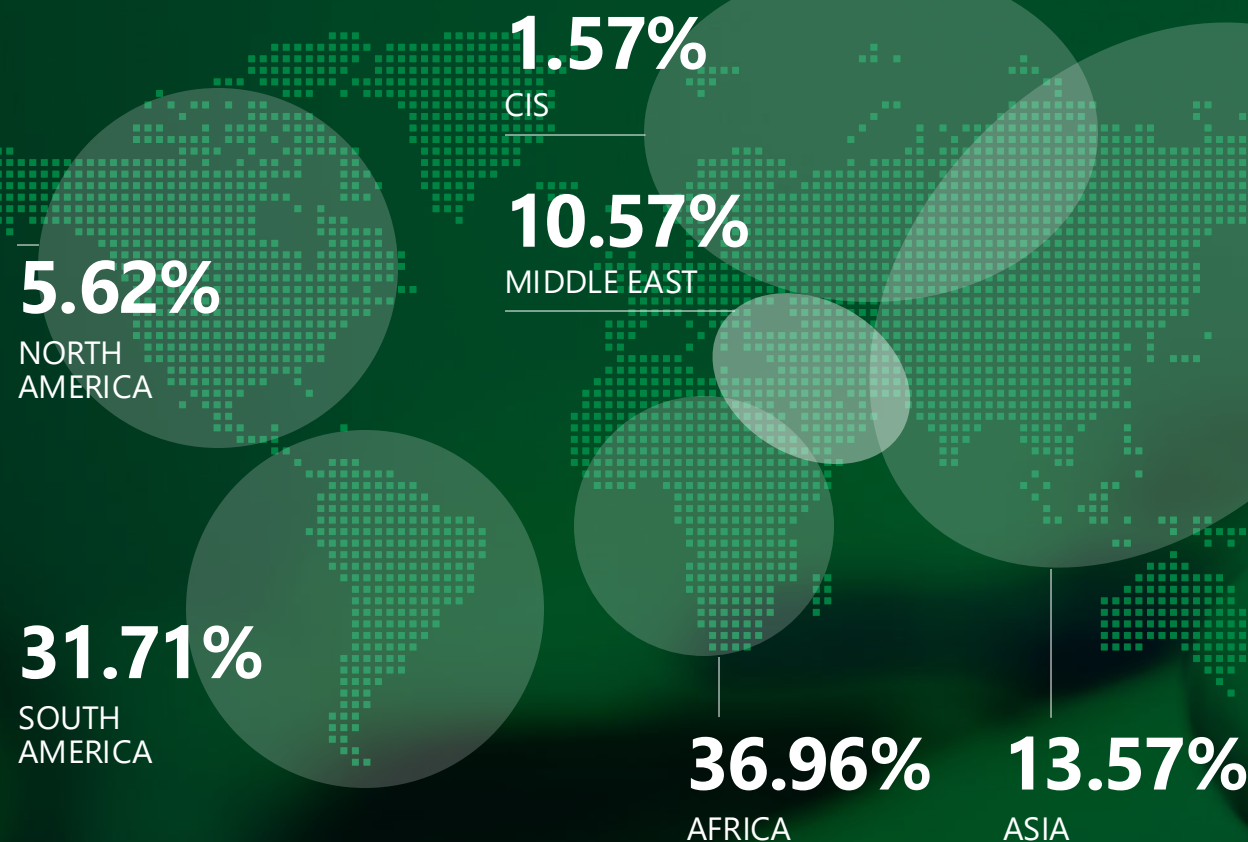 1.57%
CIS
10.57%
MIDDLE EAST
5.62%
NORTH
AMERICA
31.71%
SOUTH
AMERICA
36.96%
AFRICA
13.57%
ASIA